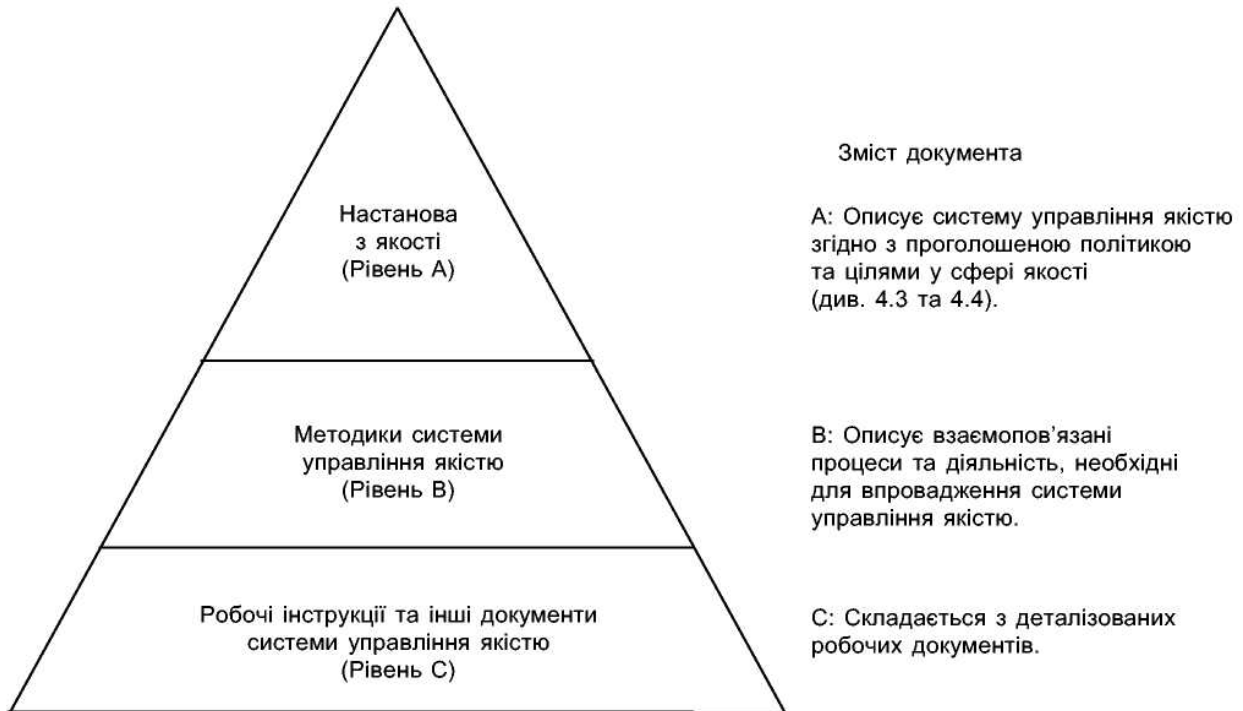 Зміст документа
Настанова
з якості
(Рівень А)
А: Описує систему управління якістю
згідно з проголошеною політикою
та цілями у сфері якості
(див. 4.3 та 4.4).
Методики системи
управління якістю
(Рівень В)
В: Описує взаємопов’язані
процеси та діяльність, необхідні
для впровадження системи
управління якістю.
Робочі інструкції та інші документи
системи управління якістю
(Рівень С)
С: Складається з деталізованих
робочих документів.